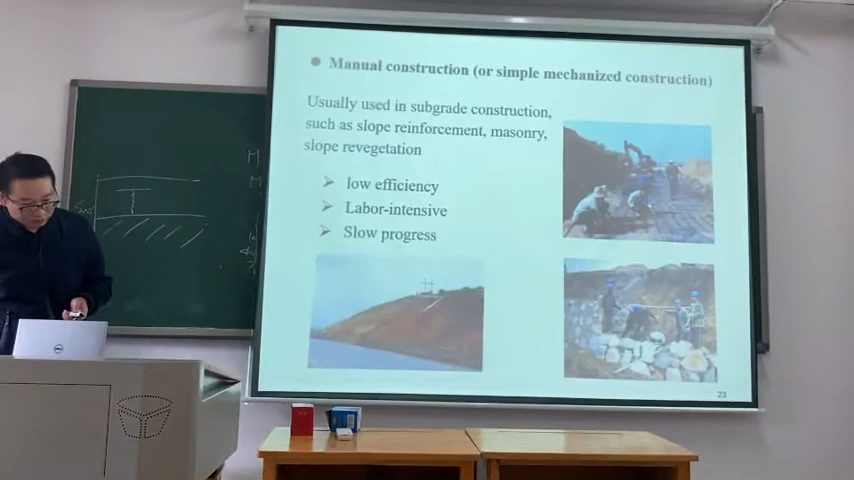 Manual construction (or simple mechanized construction)
Usually used in subgrade construction,
such as slope reinforcement, masonry,
slope revegetation
low efficiency
Labor-intensive
Slow progress
23
DELL